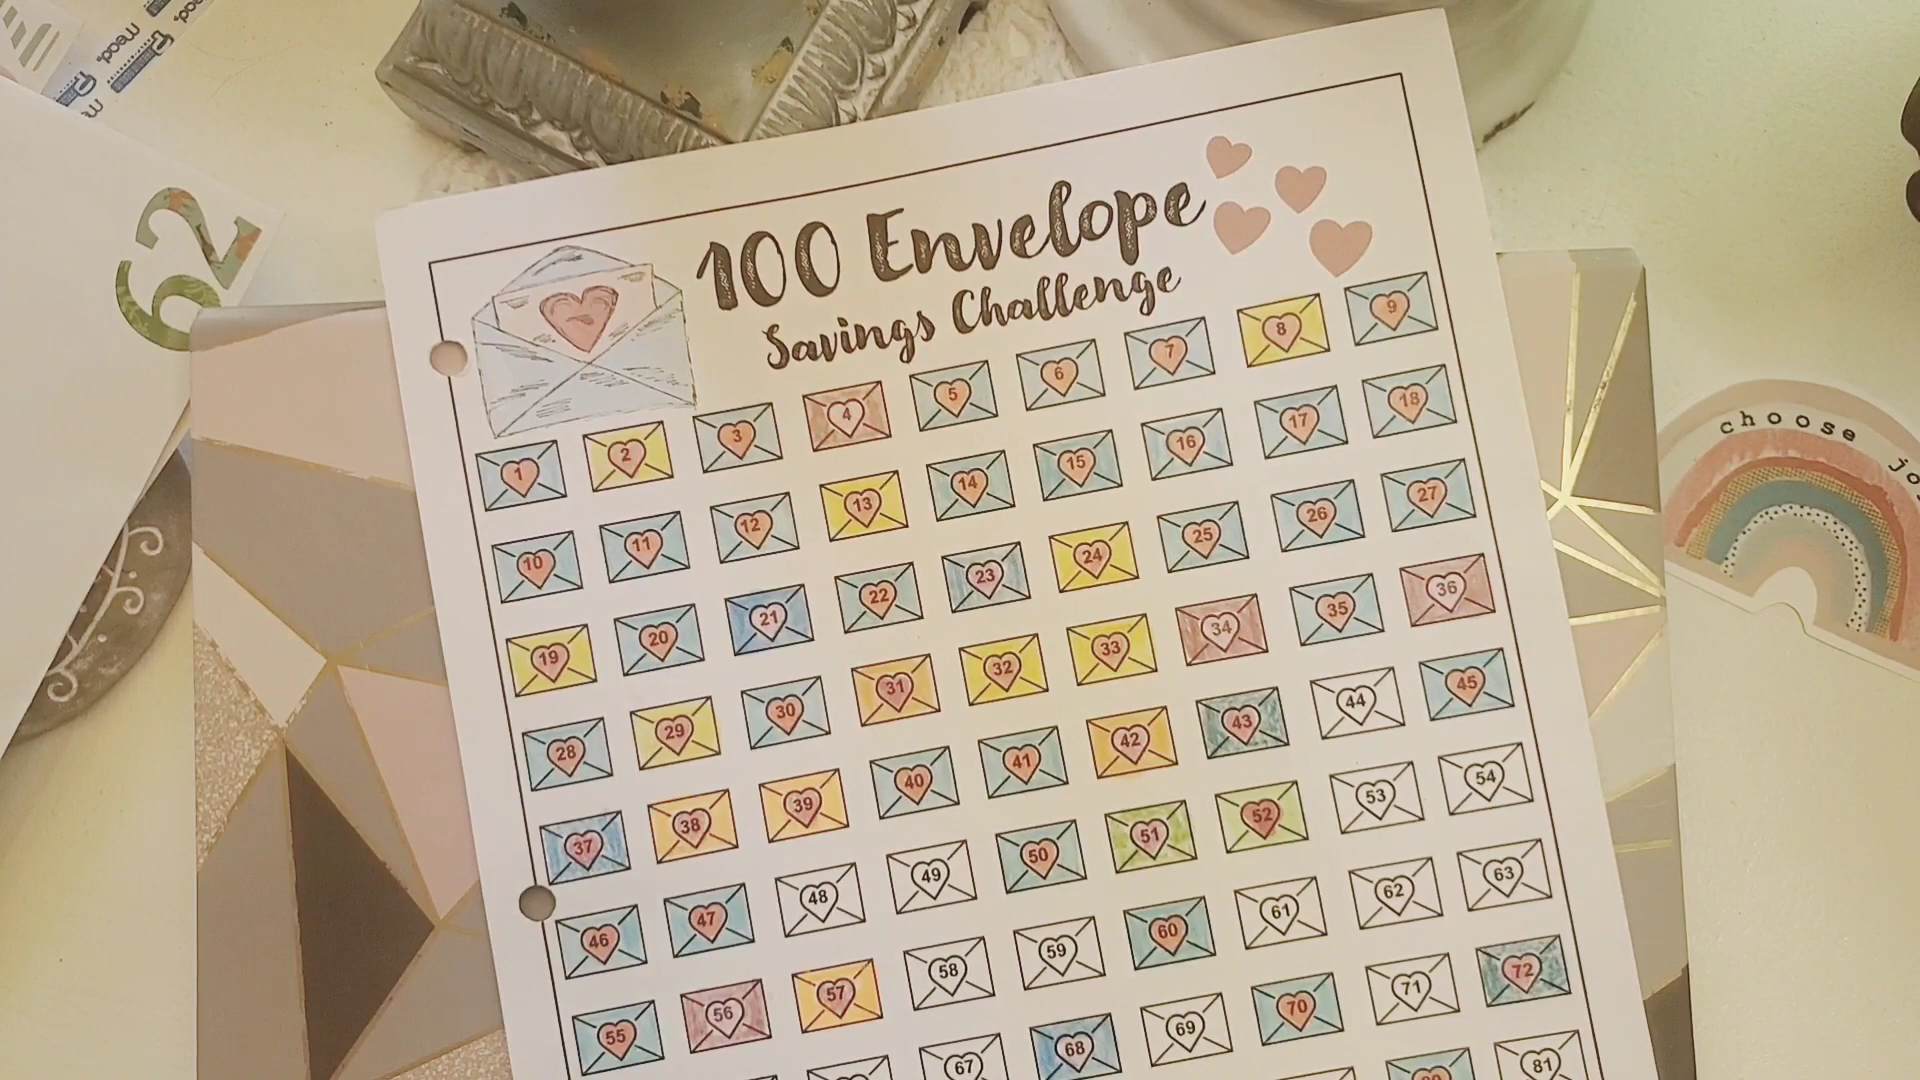 Mead.
62
100 Envelope
Savings Challenge
choose
1 2 3 4 5 6 7 8 9
10 11 12 13 14 15 16 17 18
19 20 21 22 23 24 25 26 27
28 29 30 31 32 33 34 35 36
37 38 39 40 41 42 43 44 45
46 47 48 49 50 51 52 53 54
55 56 57 58 59 60 61 62 63
67 68 69 70 71 72
81